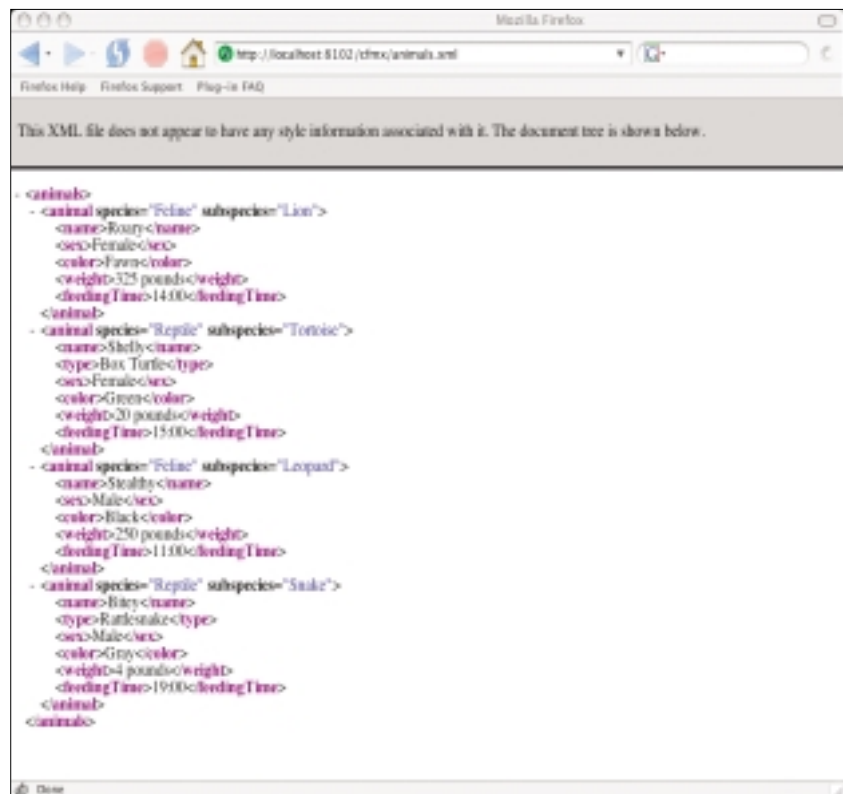 Mozilla Firefox
http://localhost:8102/cfmx/animals.xml
Firefox Help Firefox Support Plug-in FAQ
This XML file does not appear to have any style information associated with it. The document tree is shown below.
- <animals>
- <animal species="Feline" subspecies="Lion">
<name>Roary</name>
<sex>Female</sex>
<color>Fawn</color>
<weight>325 pounds</weight>
<feedingTime>14:00</feedingTime>
</animal>
- <animal species="Reptile" subspecies="Tortoise">
<name>Shelly</name>
<type>Box Turtle</type>
<sex>Female</sex>
<color>Green</color>
<weight>20 pounds</weight>
<feedingTime>15:00</feedingTime>
</animal>
- <animal species="Feline" subspecies="Leopard">
<name>Stealthy</name>
<sex>Male</sex>
<color>Black</color>
<weight>250 pounds</weight>
<feedingTime>11:00</feedingTime>
</animal>
- <animal species="Reptile" subspecies="Snake">
<name>Bitey</name>
<type>Rattlesnake</type>
<sex>Male</sex>
<color>Gray</color>
<weight>4 pounds</weight>
<feedingTime>19:00</feedingTime>
</animal>
</animals>
Done